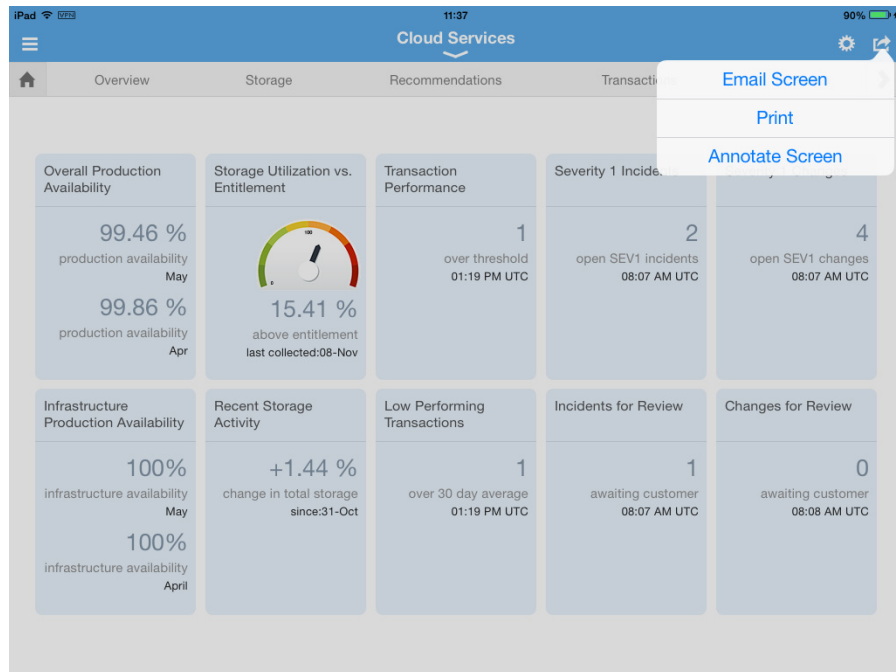 iPad VPN 11:37 90%
Cloud Services
Overview Storage Recommendations Transacti
Email Screen
Print
Annotate Screen
Overall Production
Availability
99.46 %
production availability
May
99.86 %
production availability
Apr
Storage Utilization vs.
Entitlement
100
0
15.41 %
above entitlement
last collected:08-Nov
Transaction
Performance
1
over threshold
01:19 PM UTC
Severity 1 Incide
2
open SEV1 incidents
08:07 AM UTC
4
open SEV1 changes
08:07 AM UTC
Infrastructure
Production Availability
100%
infrastructure availability
May
100%
infrastructure availability
April
Recent Storage
Activity
+1.44 %
change in total storage
since:31-Oct
Low Performing
Transactions
1
over 30 day average
01:19 PM UTC
Incidents for Review
1
awaiting customer
08:07 AM UTC
Changes for Review
0
awaiting customer
08:08 AM UTC